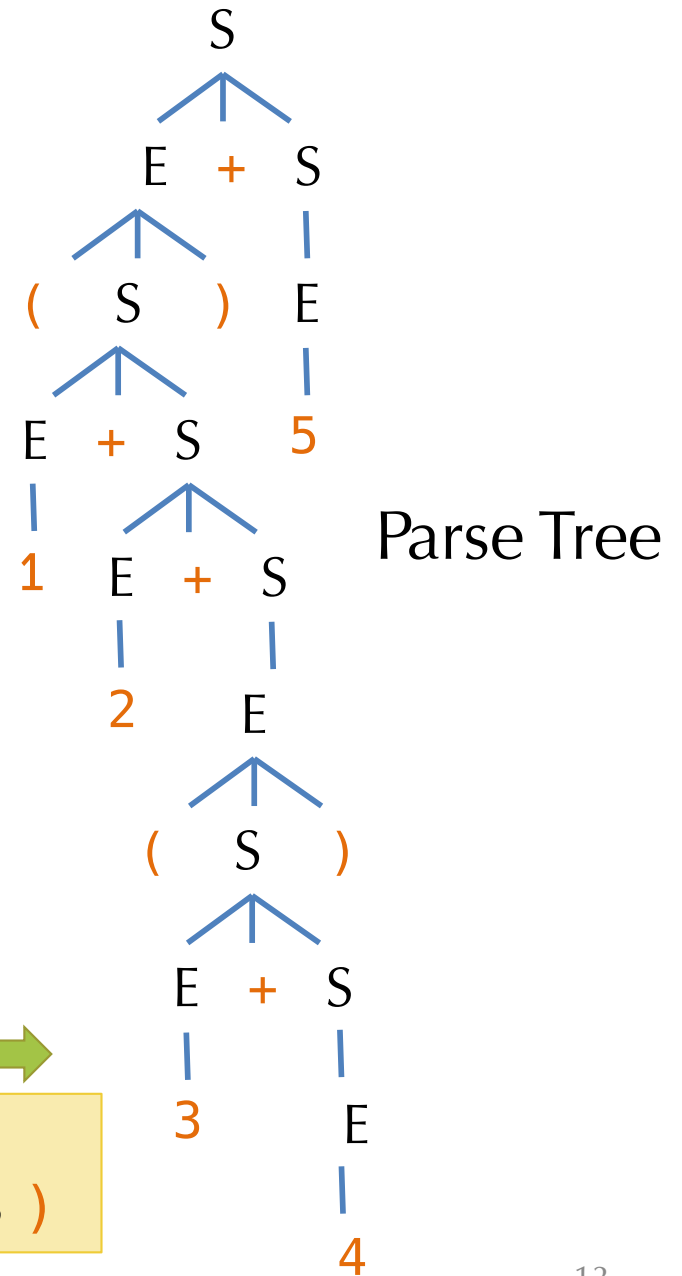 S
E + S
( S ) E
E + S 5
1 E + S
Parse Tree
2 E
( S )
E + S
3 E
)
4